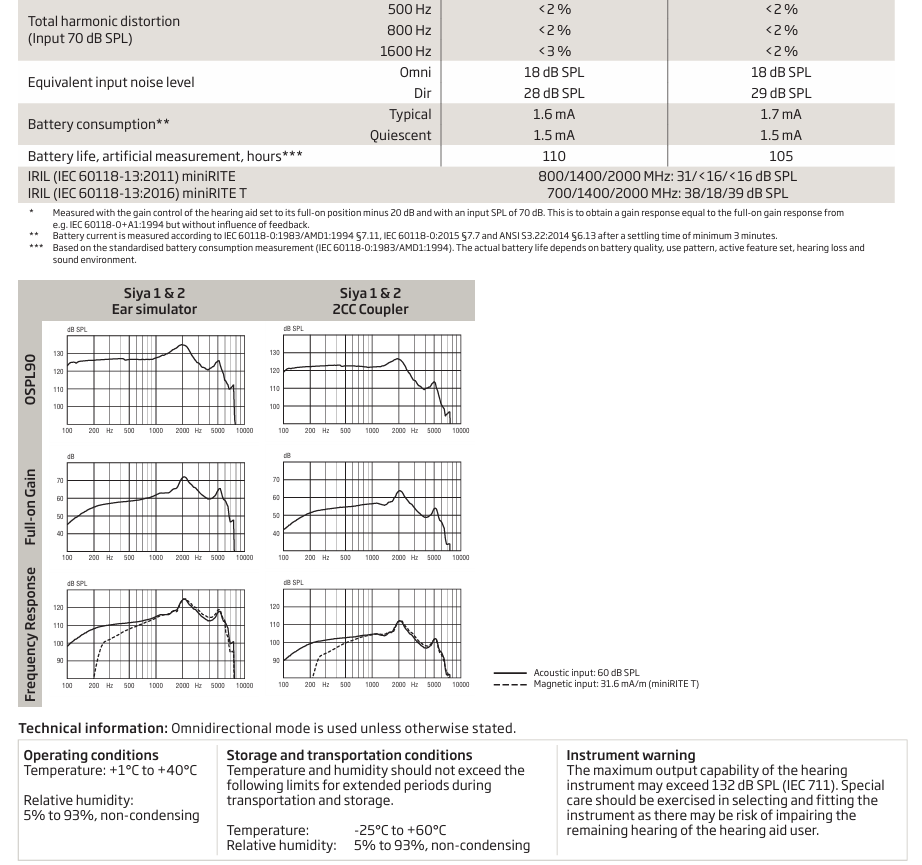 Total harmonic distortion
(Input 70 dB SPL)
500 Hz <2 % <2 %
800 Hz <2 % <2 %
1600 Hz <3 % <2 %
Equivalent input noise level
Omni 18 dB SPL 18 dB SPL
Dir 28 dB SPL 29 dB SPL
Battery consumption**
Typical 1.6 mA 1.7 mA
Quiescent 1.5 mA 1.5 mA
Battery life, artificial measurement, hours*** 110 105
IRIL (IEC 60118-13:2011) miniRITE 800/1400/2000 MHz: 31/<16/<16 dB SPL
IRIL (IEC 60118-13:2016) miniRITE T 700/1400/2000 MHz: 38/18/39 dB SPL
* Measured with the gain control of the hearing aid set to its full-on position minus 20 dB and with an input SPL of 70 dB. This is to obtain a gain response equal to the full-on gain response from
e.g. IEC 60118-0+A1:1994 but without influence of feedback.
** Battery current is measured according to IEC 60118-0:1983/AMD1:1994 §7.11, IEC 60118-0:2015 §7.7 and ANSI S3.22:2014 §6.13 after a settling time of minimum 3 minutes.
*** Based on the standardised battery consumption measurement (IEC 60118-0:1983/AMD1:1994). The actual battery life depends on battery quality, use pattern, active feature set, hearing loss and
sound environment.
Siya 1 & 2 Siya 1 & 2
Ear simulator 2CC Coupler
OSPL90
dB SPL
130
120
110
100
100 200 Hz 500 1000 2000 Hz 5000 10000
dB SPL
130
120
110
100
100 200 Hz 500 1000 2000 Hz 5000 10000
Full-on Gain
dB
70
60
50
40
100 200 Hz 500 1000 2000 Hz 5000 10000
dB
70
60
50
40
100 200 Hz 500 1000 2000 Hz 5000 10000
Frequency Response
dB SPL
120
110
100
90
100 200 Hz 500 1000 2000 Hz 5000 10000
dB SPL
120
110
100
90
100 200 Hz 500 1000 2000 Hz 5000 10000
Acoustic input: 60 dB SPL
Magnetic input: 31.6 mA/m (miniRITE T)
Technical information: Omnidirectional mode is used unless otherwise stated.
Operating conditions
Temperature: +1°C to +40°C
Relative humidity:
5% to 93%, non-condensing
Storage and transportation conditions
Temperature and humidity should not exceed the
following limits for extended periods during
transportation and storage.
Temperature: -25°C to +60°C
Relative humidity: 5% to 93%, non-condensing
Instrument warning
The maximum output capability of the hearing
instrument may exceed 132 dB SPL (IEC 711). Special
care should be exercised in selecting and fitting the
instrument as there may be risk of impairing the
remaining hearing of the hearing aid user.